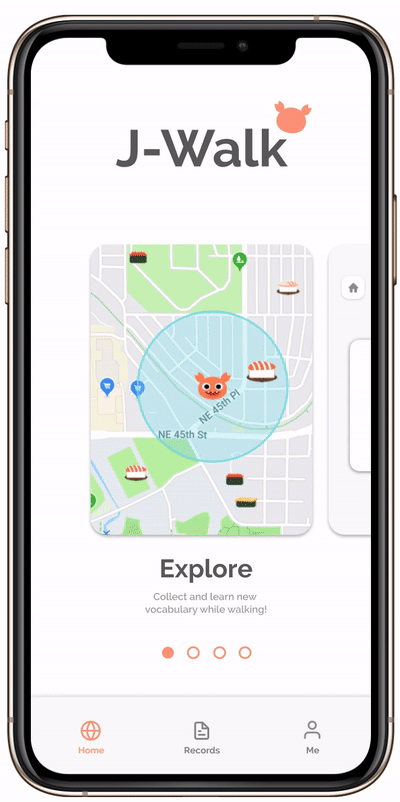 J-Walk
NE 45th Pl
NE 45th St
Explore
Collect and learn new
vocabulary while walking!
Home
Records
Me